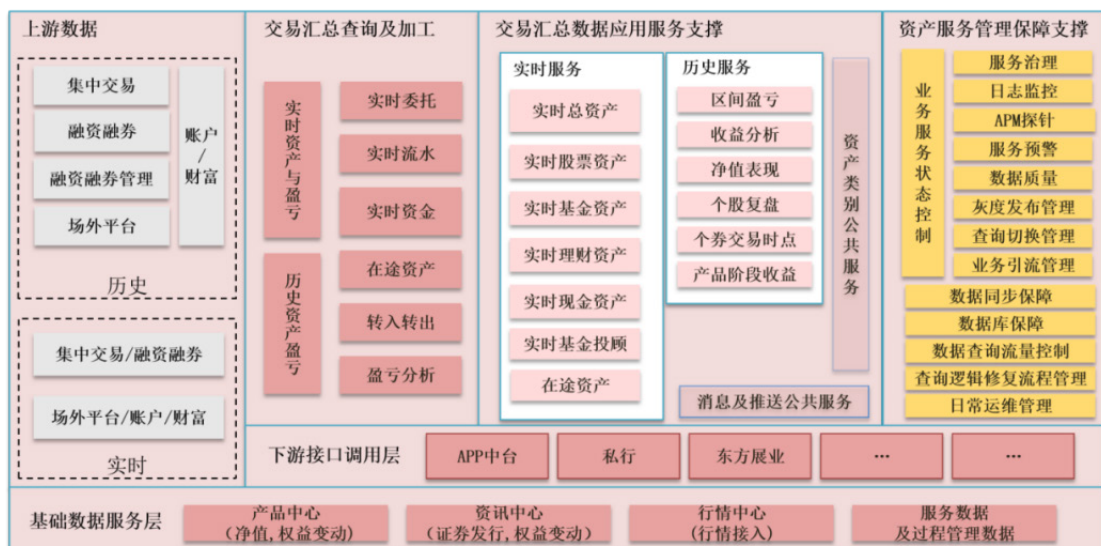 上游数据
集中交易
融资融券
融资融券管理
场外平台
账户
/
财富
历史
集中交易/融资融券
场外平台/账户/财富
实时
交易汇总查询及加工
实时资产与盈亏
历史资产盈亏
实时委托
实时流水
实时资金
在途资产
转入转出
盈亏分析
交易汇总数据应用服务支撑
实时服务
实时总资产
实时股票资产
实时基金资产
实时理财资产
实时现金资产
实时基金投顾
在途资产
历史服务
区间盈亏
收益分析
净值表现
个股复盘
个券交易时点
产品阶段收益
资产类别公共服务
消息及推送公共服务
资产服务管理保障支撑
业务服务状态控制
服务治理
日志监控
APM探针
服务预警
数据质量
灰度发布管理
查询切换管理
业务引流管理
数据同步保障
数据库保障
数据查询流量控制
查询逻辑修复流程管理
日常运维管理
下游接口调用层
APP中台
私行
东方展业
…
…
基础数据服务层
产品中心
(净值,权益变动)
资讯中心
(证券发行,权益变动)
行情中心
(行情接入)
服务数据
及过程管理数据